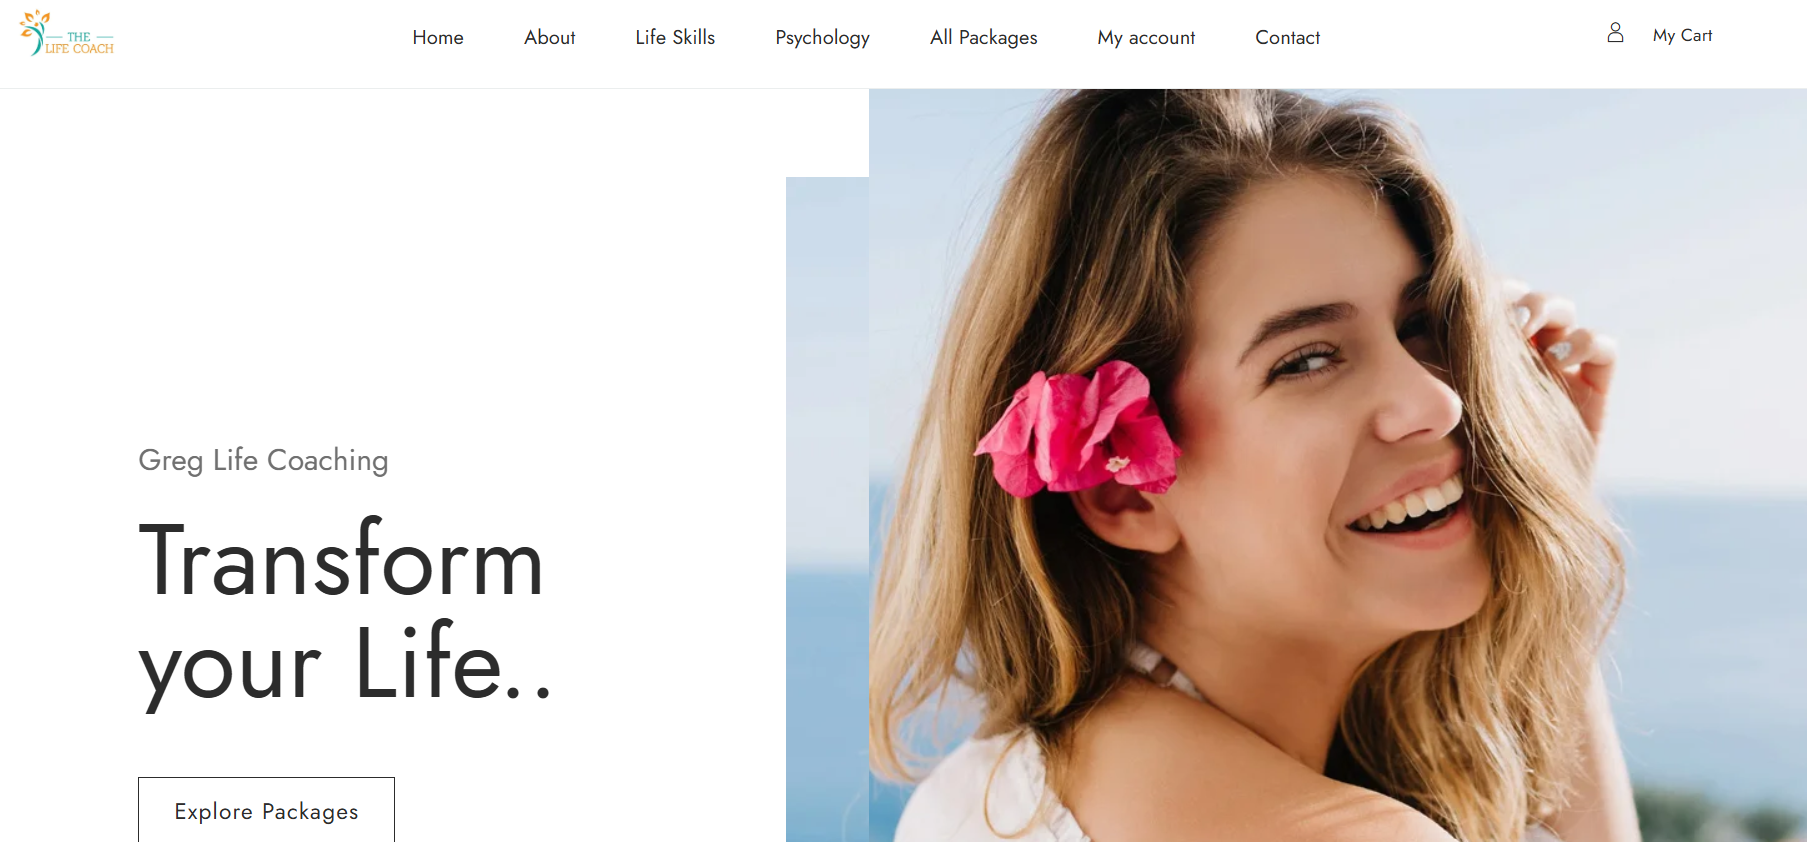 THE
LIFE COACH
Home
About
Life Skills
Psychology
All Packages
My account
Contact
My Cart
Greg Life Coaching
Transform
your Life..
Explore Packages